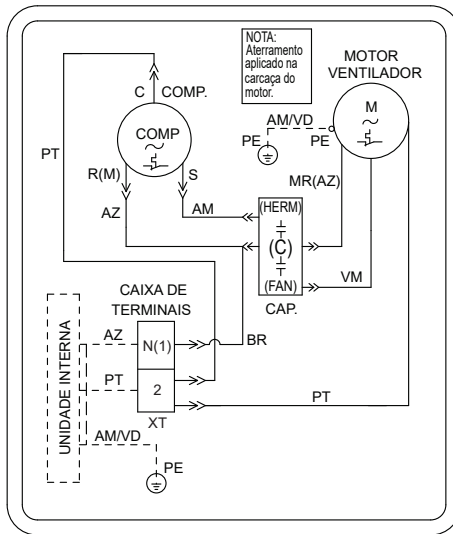 NOTA:
Aterramento
aplicado na
carcaça do
motor.
MOTOR
VENTILADOR
C COMP.
COMP
M
AM/VD
PE PE
PT
R(M) S
MR(AZ)
AZ AM
(HERM)
(C)
(FAN)
VM
CAP.
CAIXA DE
TERMINAIS
AZ
N(1)
BR
PT
2
PT
XT
AM/VD
PE
UNIDADE INTERNA